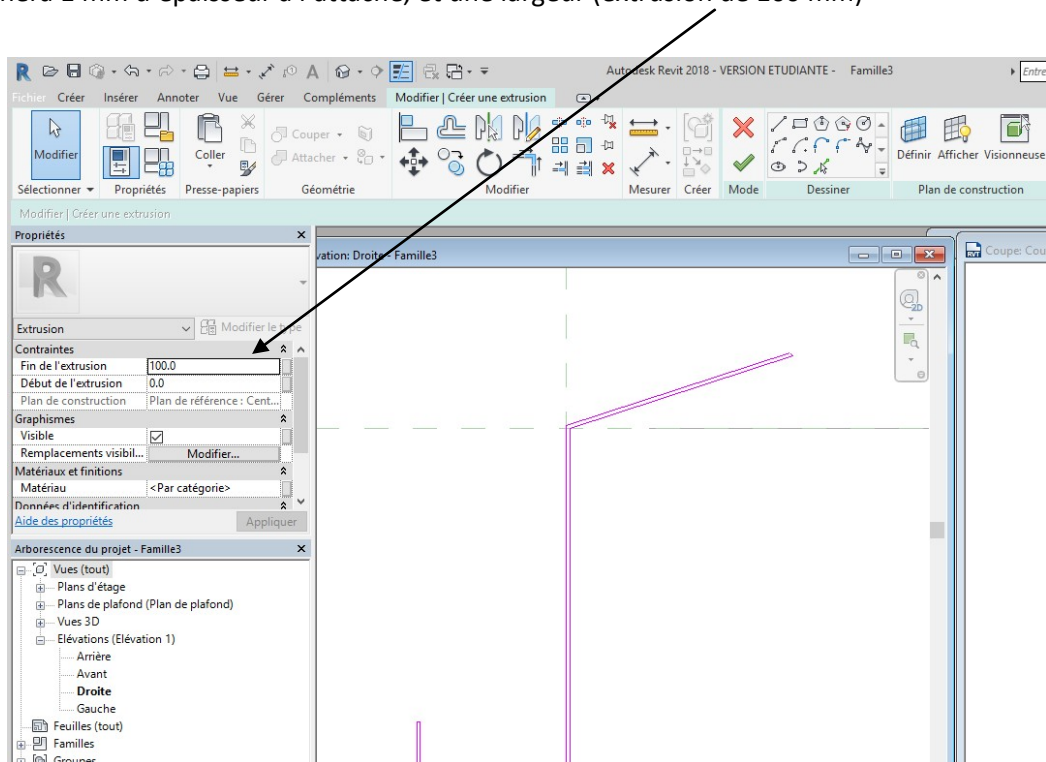 1 mm d'épaisseur à l'attache, et une largeur (extrusion de 100 mm)
Autodesk Revit 2018 - VERSION ETUDIANTE - Famille3
Fichier Créer Insérer Annoter Vue Gérer Compléments Modifier | Créer une extrusion
Modifier
Coller
Couper
Attacher
Définir Afficher Visionneuse
Sélectionner Propriétés Presse-papiers Géométrie Modifier Mesurer Créer Mode Dessiner Plan de construction
Modifier | Créer une extrusion
Propriétés
vation: Droite - Famille3
Coupe: Cou
Extrusion
Modifier le type
Contraintes
Fin de l'extrusion 100.0
Début de l'extrusion 0.0
Plan de construction Plan de référence : Cent...
Graphismes
Visible
Remplacements visibil... Modifier...
Matériaux et finitions
Matériau <Par catégorie>
Données d'identification
Aide des propriétés Appliquer
Arborescence du projet - Famille3
Vues (tout)
Plans d'étage
Plans de plafond (Plan de plafond)
Vues 3D
Elévations (Elévation 1)
Arrière
Avant
Droite
Gauche
Feuilles (tout)
Familles
Groupes